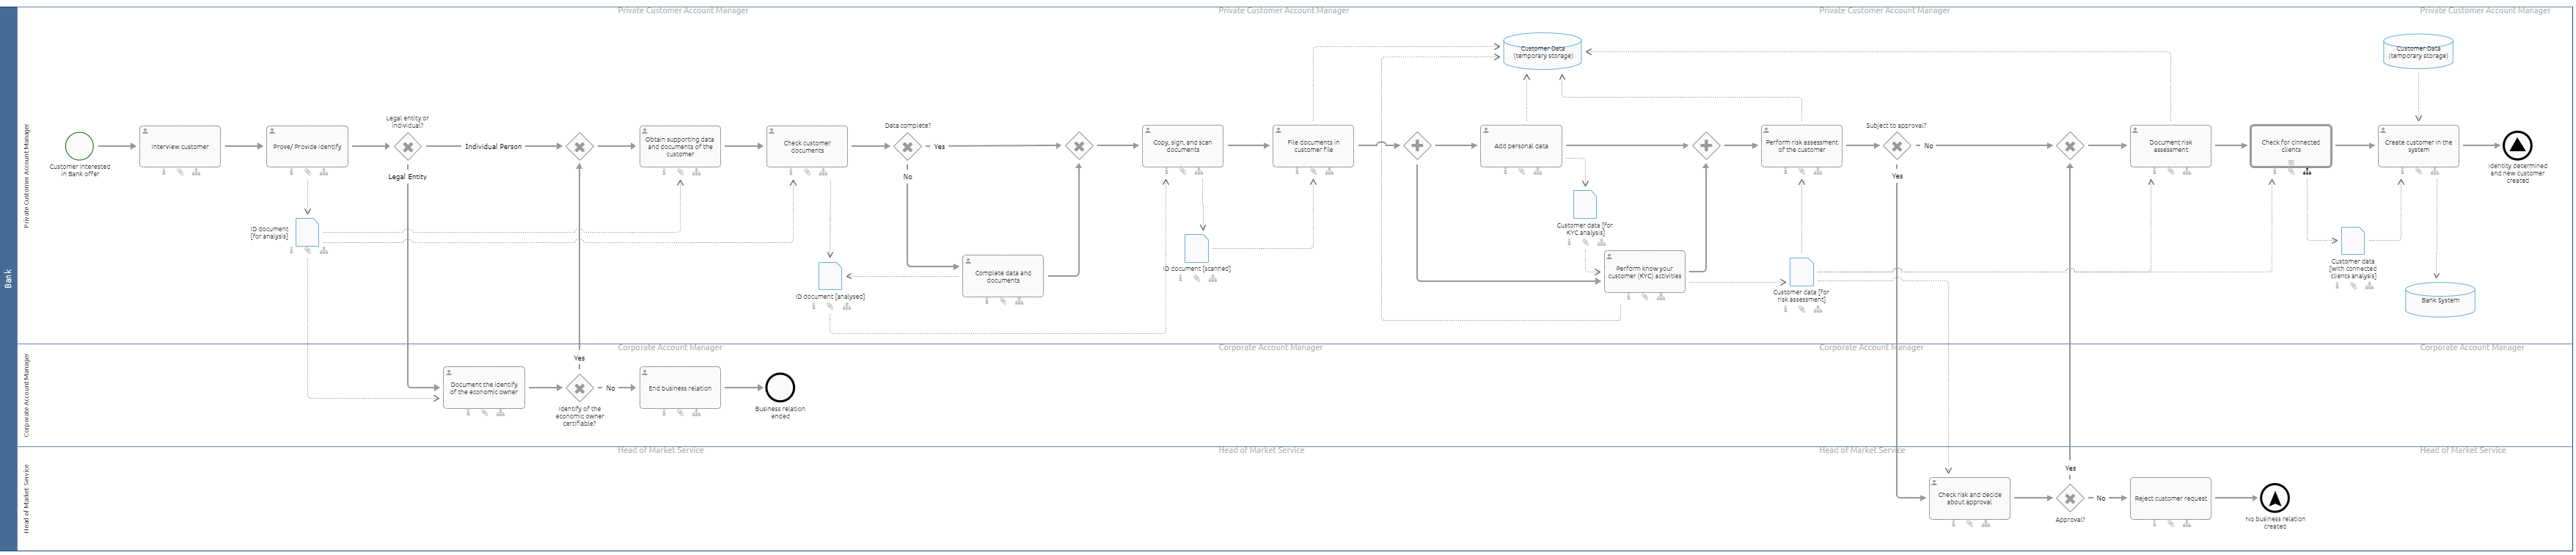 Private Customer Account Manager
Private Customer Account Manager
Private Customer Account Manager
Private Customer Account Manager
Bank
Private Customer Account Manager
Customer interested
in Bank offer
Interview customer
Prove/ Provide identify
Legal entity or
individual?
Individual Person
Legal Entity
ID document
[for analysis]
Obtain supporting data
and documents of the
customer
Check customer
documents
Data complete?
Yes
No
ID document [analysed]
Complete data and
documents
Copy, sign, and scan
documents
ID document [scanned]
File documents in
customer file
Customer Data
(temporary storage)
Add personal data
Customer data [for
KYC analysis]
Perform know your
customer (KYC) activities
Perform risk assessment
of the customer
Customer data [for
risk assessment]
Subject to approval?
No
Yes
Document risk
assessment
Check for cnnected
clients
Customer data
[with connected
clients analysis]
Customer Data
(temporary storage)
Create customer in the
system
Bank System
Identity determined
and new customer
created
Corporate Account Manager
Corporate Account Manager
Corporate Account Manager
Corporate Account Manager
Corporate Account Manager
Document the identify
of the economic owner
Yes
No
Identify of the
economic owner
certifiable?
End business relation
Business relation
ended
Head of Market Service
Head of Market Service
Head of Market Service
Head of Market Service
Head of Market Service
Check risk and decide
about approval
Yes
No
Approval?
Reject customer request
No business relation
created